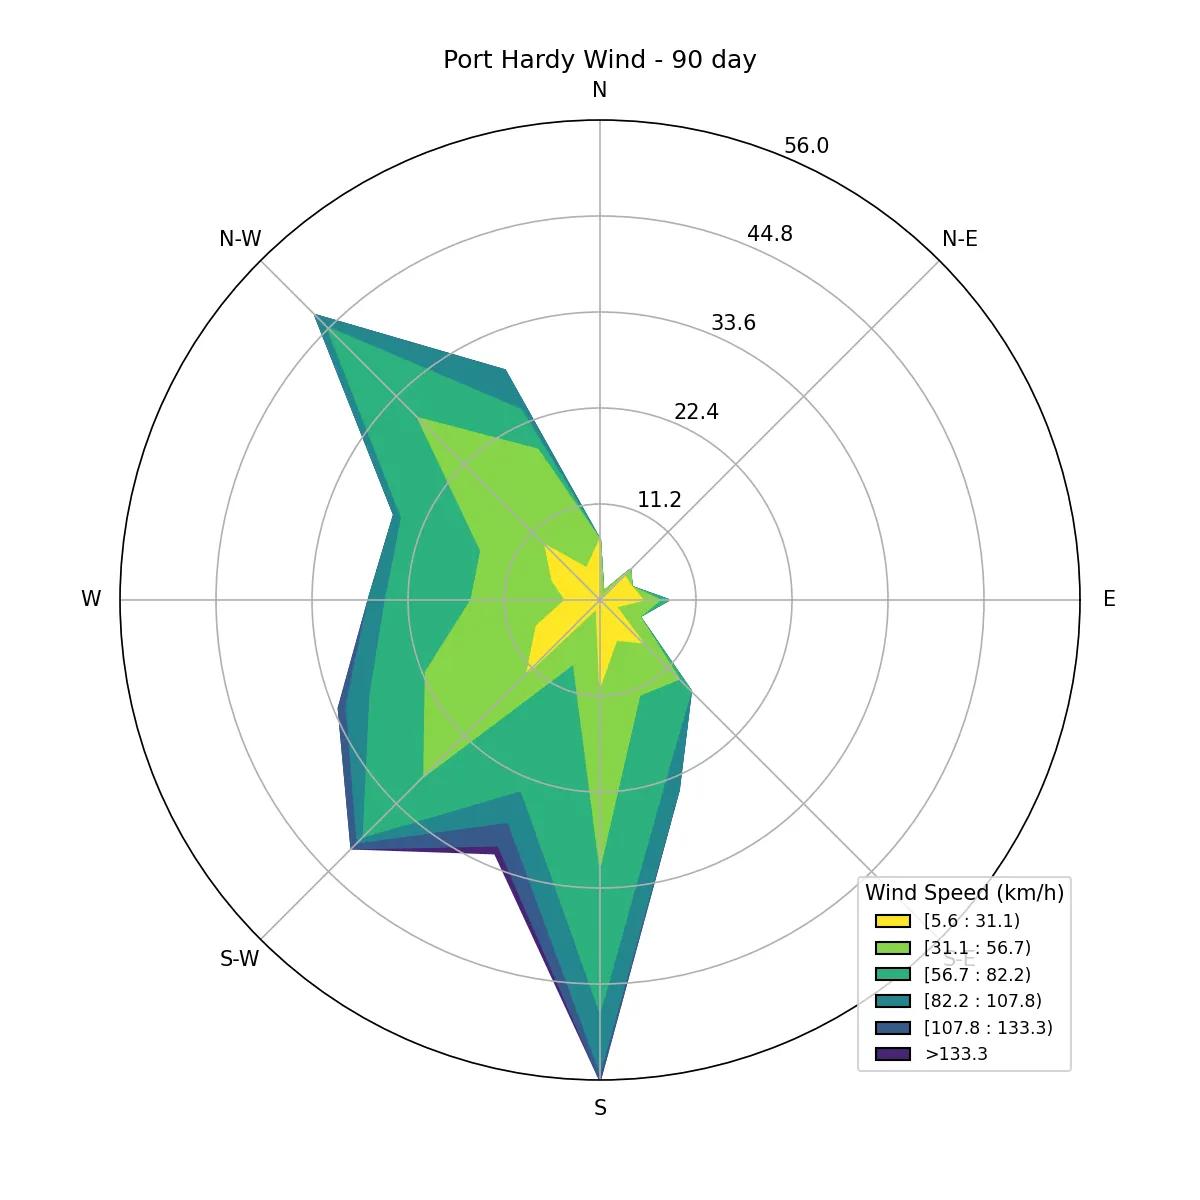 Port Hardy Wind - 90 day
N
56.0
N-W
44.8
N-E
33.6
22.4
11.2
W
E
S-W
S-E
S
Wind Speed (km/h)
[5.6 : 31.1)
[31.1 : 56.7)
[56.7 : 82.2)
[82.2 : 107.8)
[107.8 : 133.3)
>133.3